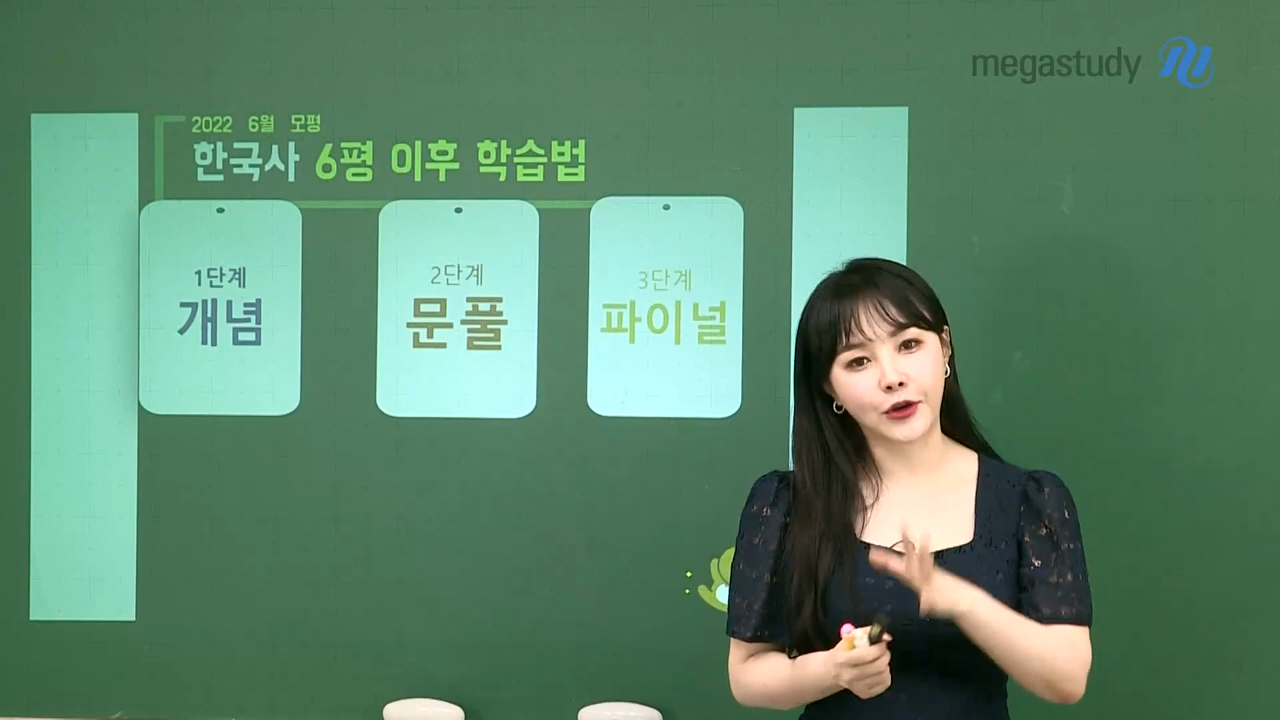 megastudy
2022 6월 모평
한국사 6평 이후 학습법
1단계
개념
2단계
문풀
3단계
파이널